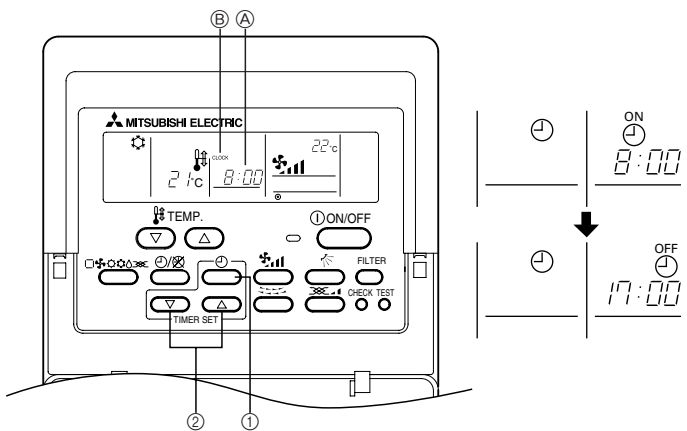 Ⓑ Ⓐ
MITSUBISHI ELECTRIC
CLOCK
22°C
21°C
8:00
TEMP.
ON/OFF
FILTER
CHECK TEST
TIMER SET
② ①
ON
8:00
OFF
17:00